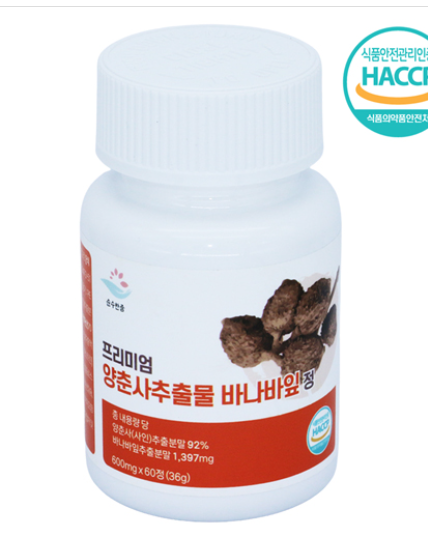 식품안전관리인
HACCP
식품의약품안전처
순수한줌
프리미엄
양춘사추출물 바나바잎정
총 내용량 당
양춘사(사인)추출분말 92%
바나바잎추출분말 1,397mg
600mg x 60정 (36g)
HACCP